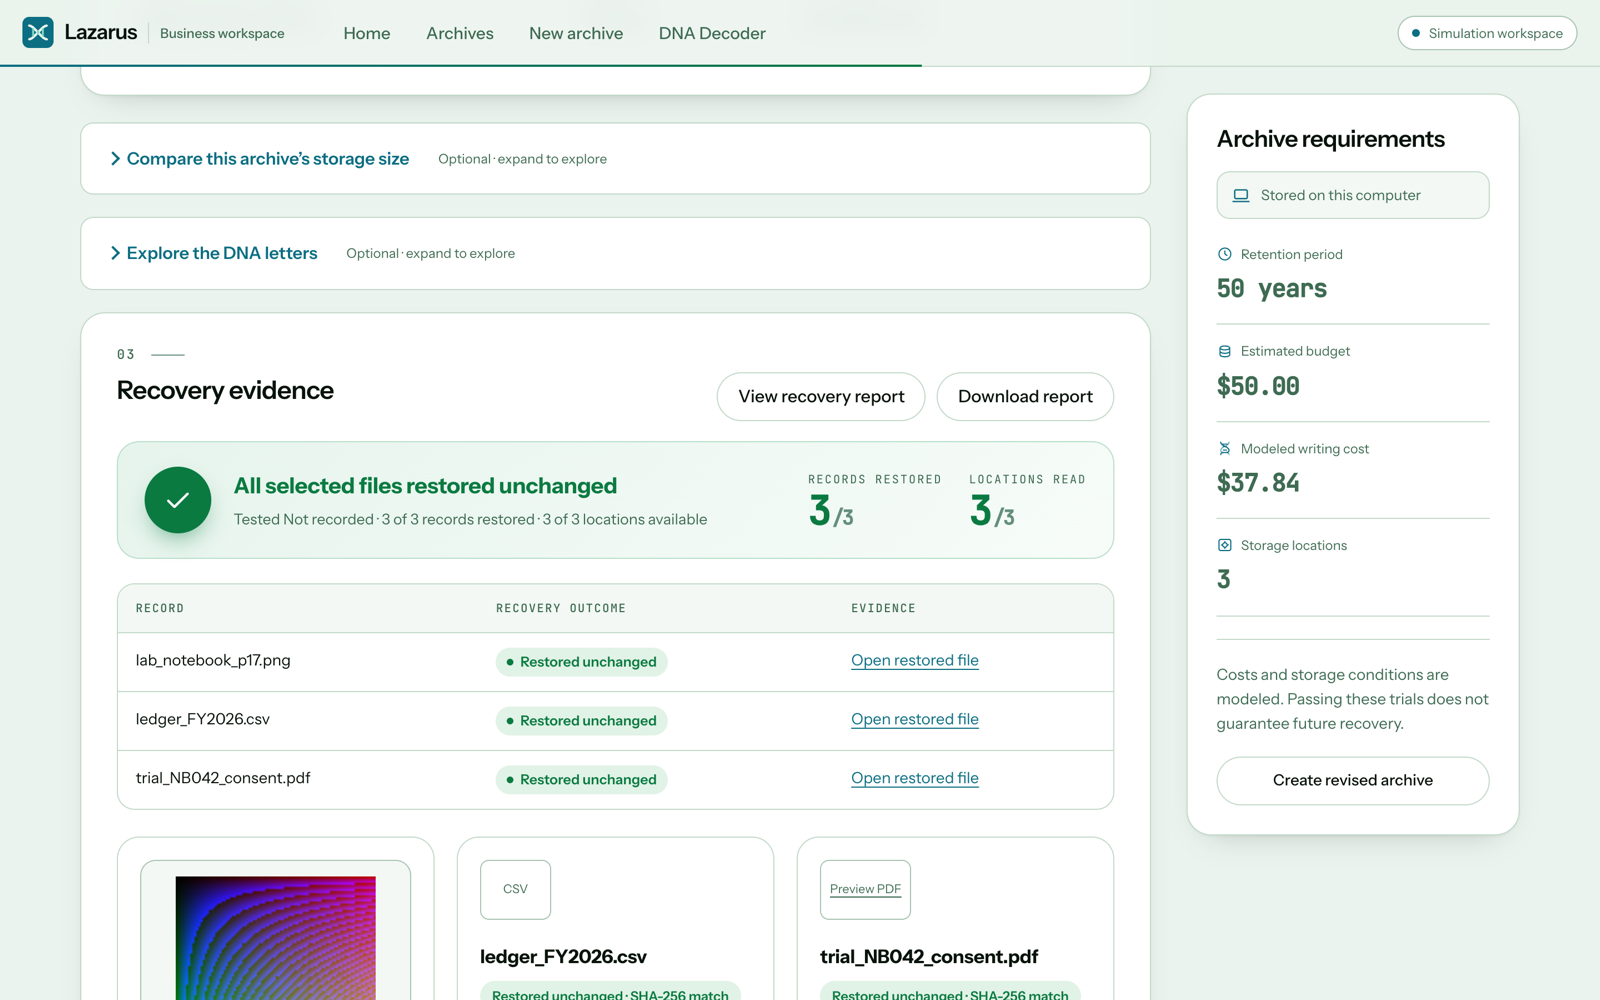 Lazarus
Business workspace
Home
Archives
New archive
DNA Decoder
Simulation workspace
Compare this archive's storage size
Optional · expand to explore
Explore the DNA letters
Optional · expand to explore
03
Recovery evidence
View recovery report
Download report
All selected files restored unchanged
Tested Not recorded · 3 of 3 records restored · 3 of 3 locations available
RECORDS RESTORED
3/3
LOCATIONS READ
3/3
RECORD
RECOVERY OUTCOME
EVIDENCE
lab_notebook_p17.png
Restored unchanged
Open restored file
ledger_FY2026.csv
Restored unchanged
Open restored file
trial_NB042_consent.pdf
Restored unchanged
Open restored file
CSV
ledger_FY2026.csv
Restored unchanged · SHA-256 match
Preview PDF
trial_NB042_consent.pdf
Restored unchanged · SHA-256 match
Archive requirements
Stored on this computer
Retention period
50 years
Estimated budget
$50.00
Modeled writing cost
$37.84
Storage locations
3
Costs and storage conditions are
modeled. Passing these trials does not
guarantee future recovery.
Create revised archive